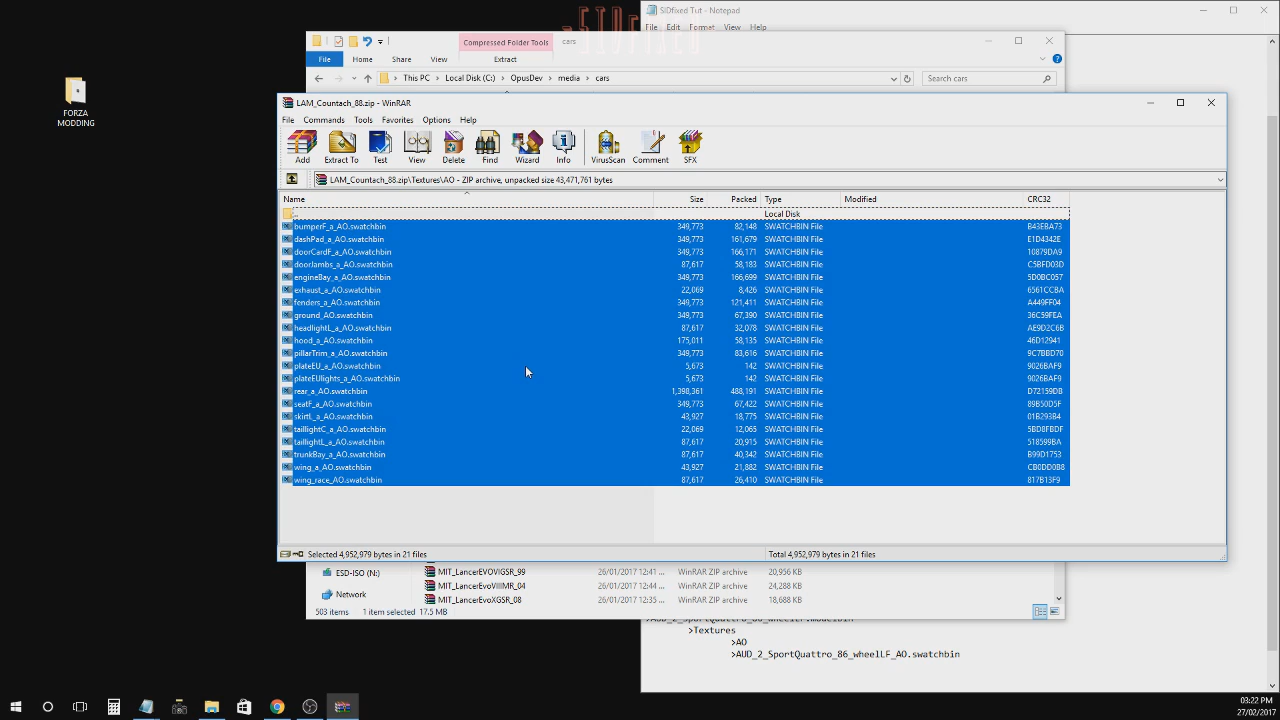 FORZA
MODDING
SIDfixed Tut - Notepad
File Edit Format View Help
Compressed Folder Tools cars
File Home Share View Extract
This PC Local Disk (C:) OpusDev media cars Search cars
LAM_Countach_88.zip - WinRAR
File Commands Tools Favorites Options Help
Add Extract To Test View Delete Find Wizard Info VirusScan Comment SFX
LAM_Countach_88.zip\Textures\AO - ZIP archive, unpacked size 43,471,761 bytes
Name Size Packed Type Modified CRC32
.. Local Disk
bumperF_a_AO.swatchbin 349,773 82,148 SWATCHBIN File B43EBA73
dashPad_a_AO.swatchbin 349,773 161,679 SWATCHBIN File E1D4342E
doorCardF_a_AO.swatchbin 349,773 166,171 SWATCHBIN File 10879DA9
doorJambs_a_AO.swatchbin 87,617 58,183 SWATCHBIN File C5BFD03D
engineBay_a_AO.swatchbin 349,773 166,699 SWATCHBIN File 5D0BC057
exhaust_a_AO.swatchbin 22,069 8,426 SWATCHBIN File 6561CCBA
fenders_a_AO.swatchbin 349,773 121,411 SWATCHBIN File A449FF04
ground_AO.swatchbin 349,773 67,390 SWATCHBIN File 36C59FEA
headlightL_a_AO.swatchbin 87,617 32,078 SWATCHBIN File AE9D2C6B
hood_a_AO.swatchbin 175,011 58,135 SWATCHBIN File 46D12941
pillarTrim_a_AO.swatchbin 349,773 83,616 SWATCHBIN File 9C7BBD70
plateEU_a_AO.swatchbin 5,673 142 SWATCHBIN File 9026BAF9
plateEUlights_a_AO.swatchbin 5,673 142 SWATCHBIN File 9026BAF9
rear_a_AO.swatchbin 1,398,361 488,191 SWATCHBIN File D72159DB
seatF_a_AO.swatchbin 349,773 67,422 SWATCHBIN File 89B50D5F
skirtL_a_AO.swatchbin 43,927 18,775 SWATCHBIN File 01B293B4
taillightC_a_AO.swatchbin 22,069 12,065 SWATCHBIN File 5BD8FBDF
taillightL_a_AO.swatchbin 87,617 20,915 SWATCHBIN File 518599BA
trunkBay_a_AO.swatchbin 87,617 40,342 SWATCHBIN File B99D1753
wing_a_AO.swatchbin 43,927 21,882 SWATCHBIN File CB0DD0B8
wing_race_AO.swatchbin 87,617 26,410 SWATCHBIN File 817B13F9
Selected 4,952,979 bytes in 21 files Total 4,952,979 bytes in 21 files
ESD-ISO (N:) MIT_LancerEVOVIGSR_99 26/01/2017 12:41 ... WinRAR ZIP archive 20,956 KB
MIT_LancerEvoVIIIMR_04 26/01/2017 12:44 ... WinRAR ZIP archive 24,288 KB
Network MIT_LancerEvoXGSR_08 26/01/2017 12:35 ... WinRAR ZIP archive 18,688 KB
503 items 1 item selected 17.5 MB
>Textures
>AO
>AUD_2_SportQuattro_86_wheelLF_AO.swatchbin
03:22 PM
27/02/2017